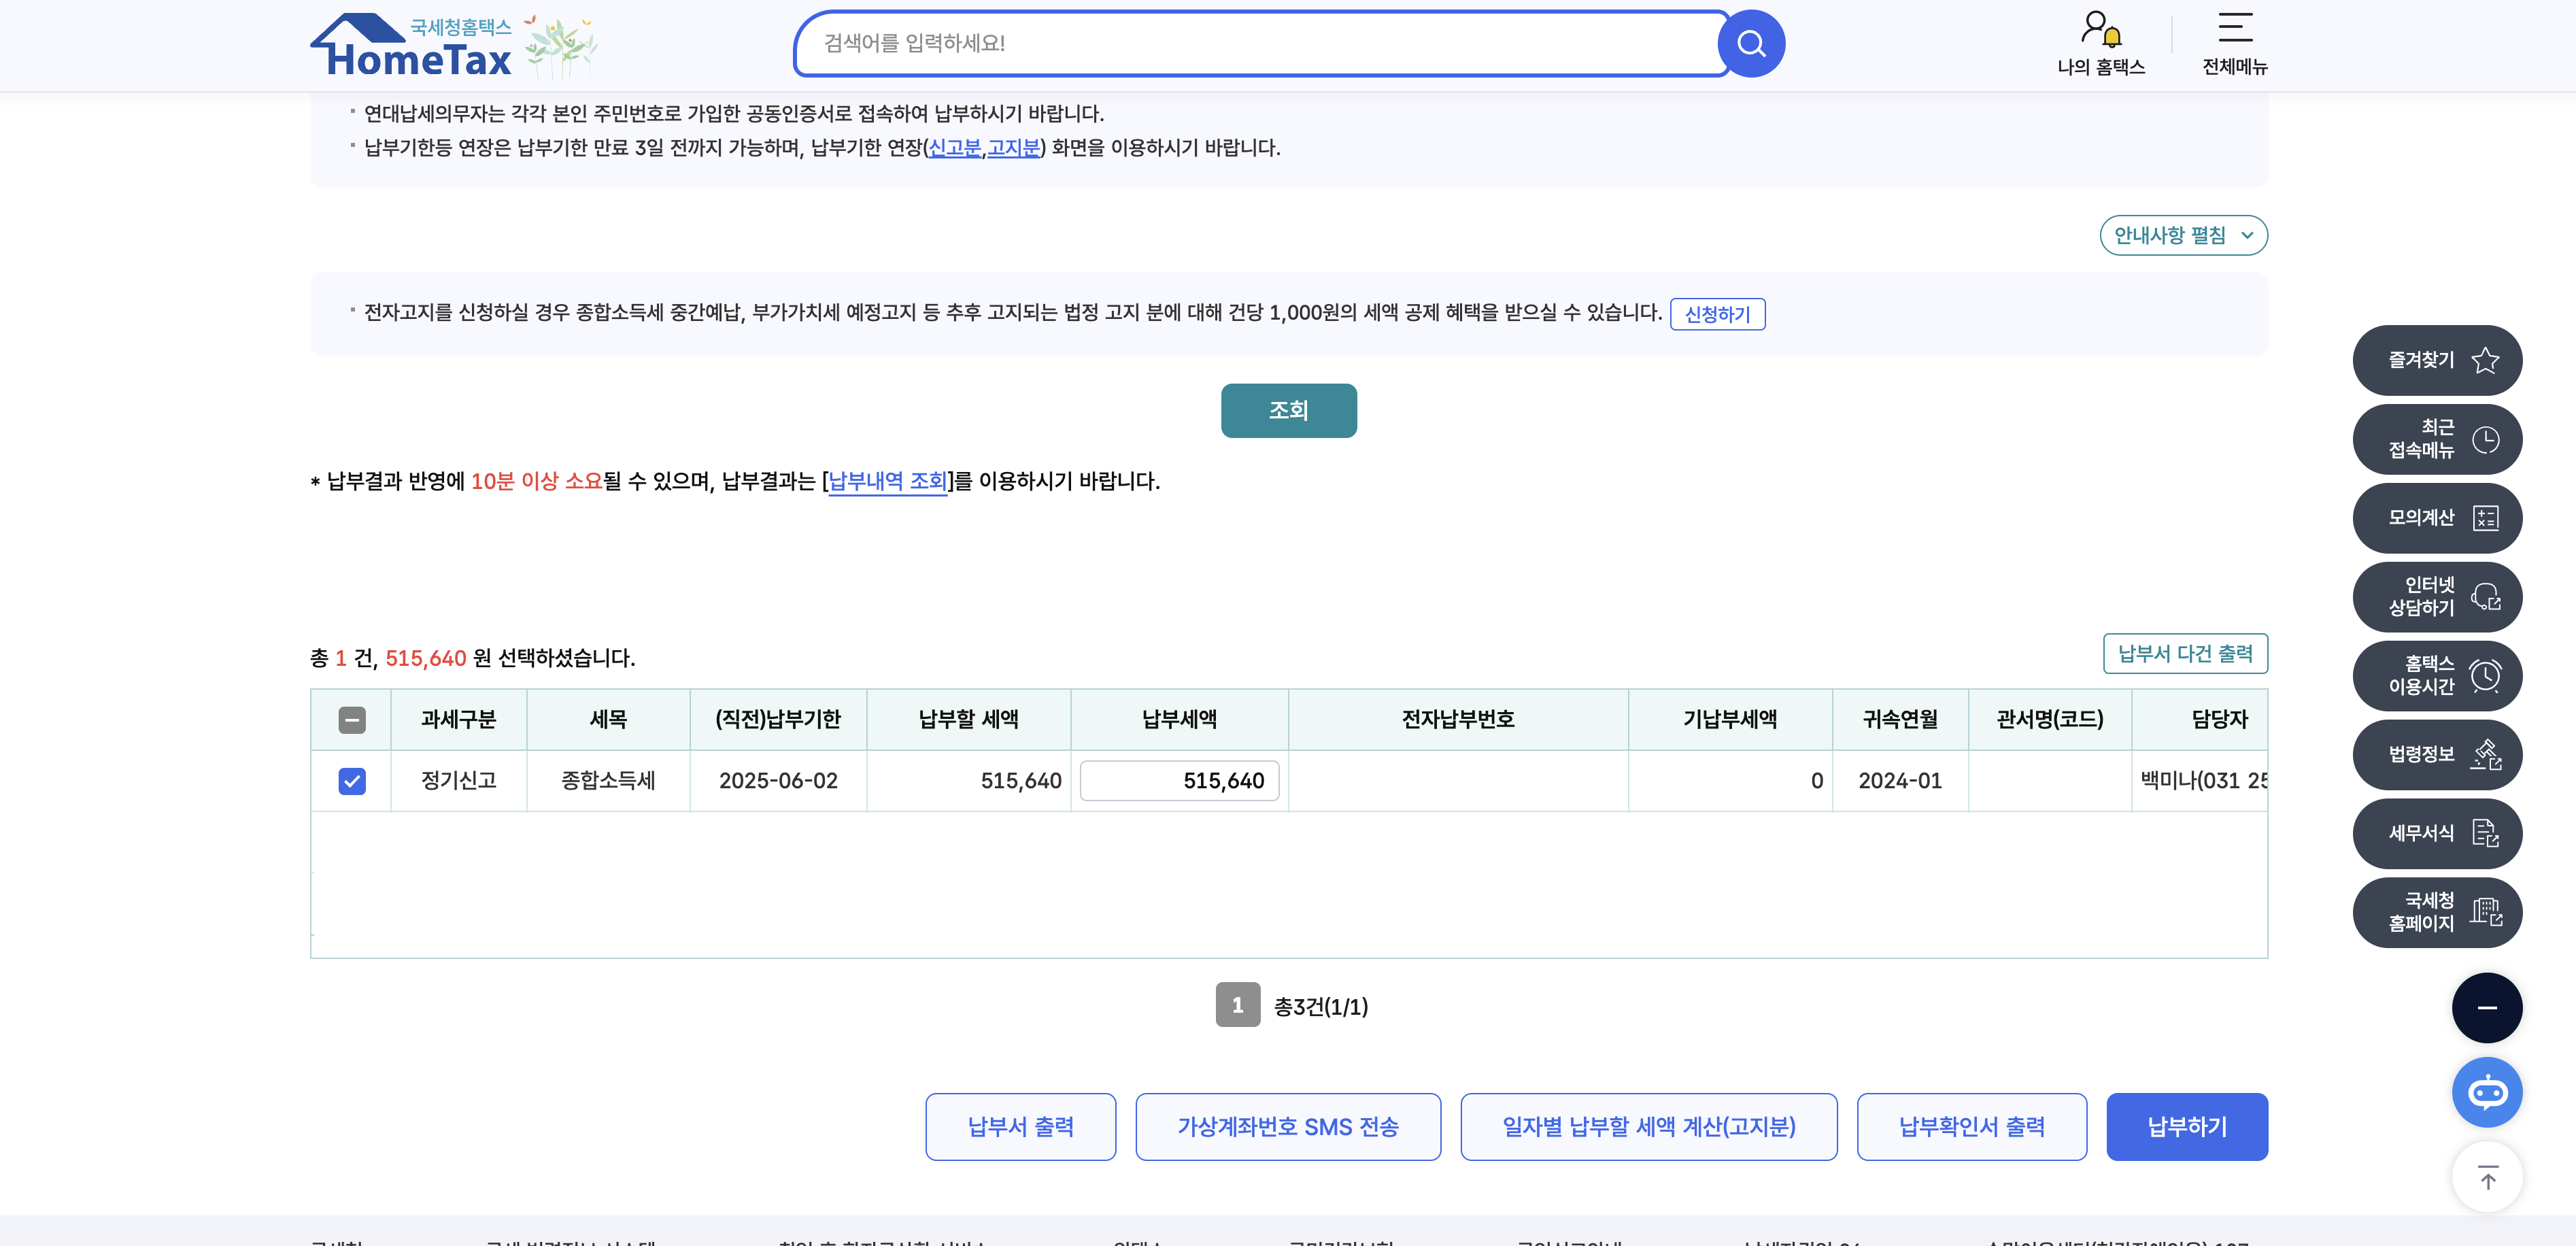 국세청홈택스
HomeTax
검색어를 입력하세요!
나의 홈택스
전체메뉴
연대납세의무자는 각각 본인 주민번호로 가입한 공동인증서로 접속하여 납부하시기 바랍니다.
납부기한등 연장은 납부기한 만료 3일 전까지 가능하며, 납부기한 연장(신고분,고지분) 화면을 이용하시기 바랍니다.
안내사항 펼침
전자고지를 신청하실 경우 종합소득세 중간예납, 부가가치세 예정고지 등 추후 고지되는 법정 고지 분에 대해 건당 1,000원의 세액 공제 혜택을 받으실 수 있습니다. 신청하기
조회
* 납부결과 반영에 10분 이상 소요될 수 있으며, 납부결과는 [납부내역 조회]를 이용하시기 바랍니다.
총 1 건, 515,640 원 선택하셨습니다.
납부서 다건 출력
과세구분 세목 (직전)납부기한 납부할 세액 납부세액 전자납부번호 기납부세액 귀속연월 관서명(코드) 담당자
정기신고 종합소득세 2025-06-02 515,640 515,640 0 2024-01 백미나(031 25
1 총3건(1/1)
납부서 출력 가상계좌번호 SMS 전송 일자별 납부할 세액 계산(고지분) 납부확인서 출력 납부하기
즐겨찾기
최근
접속메뉴
모의계산
인터넷
상담하기
홈택스
이용시간
법령정보
세무서식
국세청
홈페이지